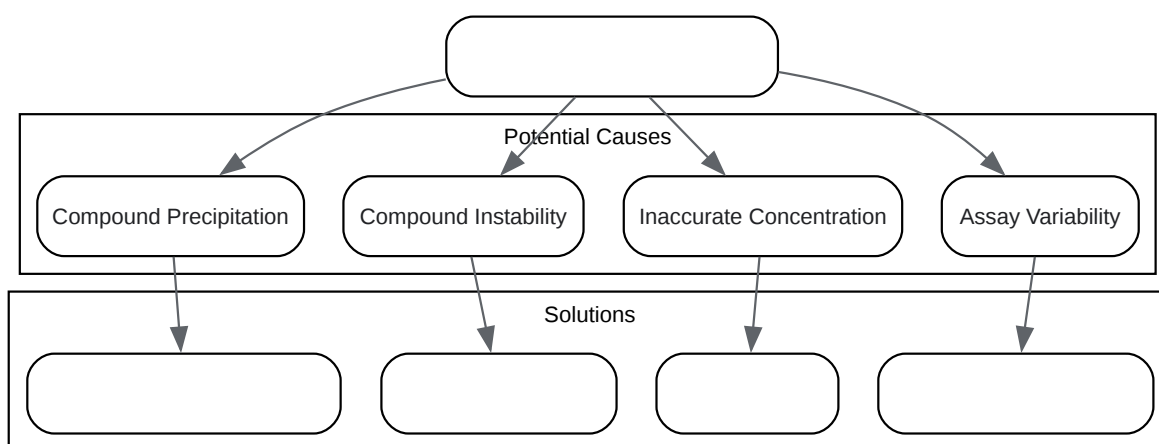 Potential Causes
Compound Precipitation
Compound Instability
Inaccurate Concentration
Assay Variability
Solutions